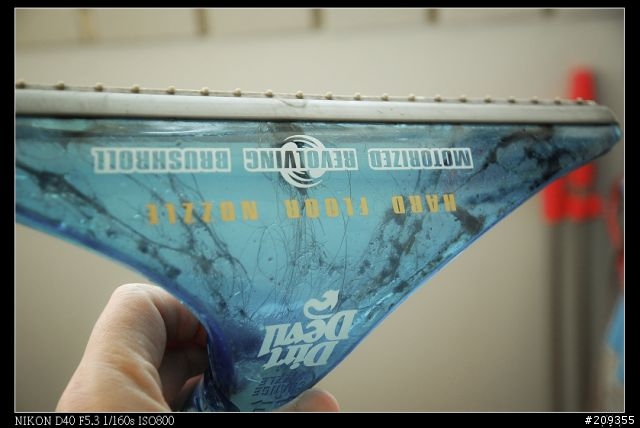 Dirt
Devil
HARD FLOOR NOZZLE
MOTORIZED REVOLVING BRUSHROLL
NIKON D40 F5.3 1/160s ISO800
#209355